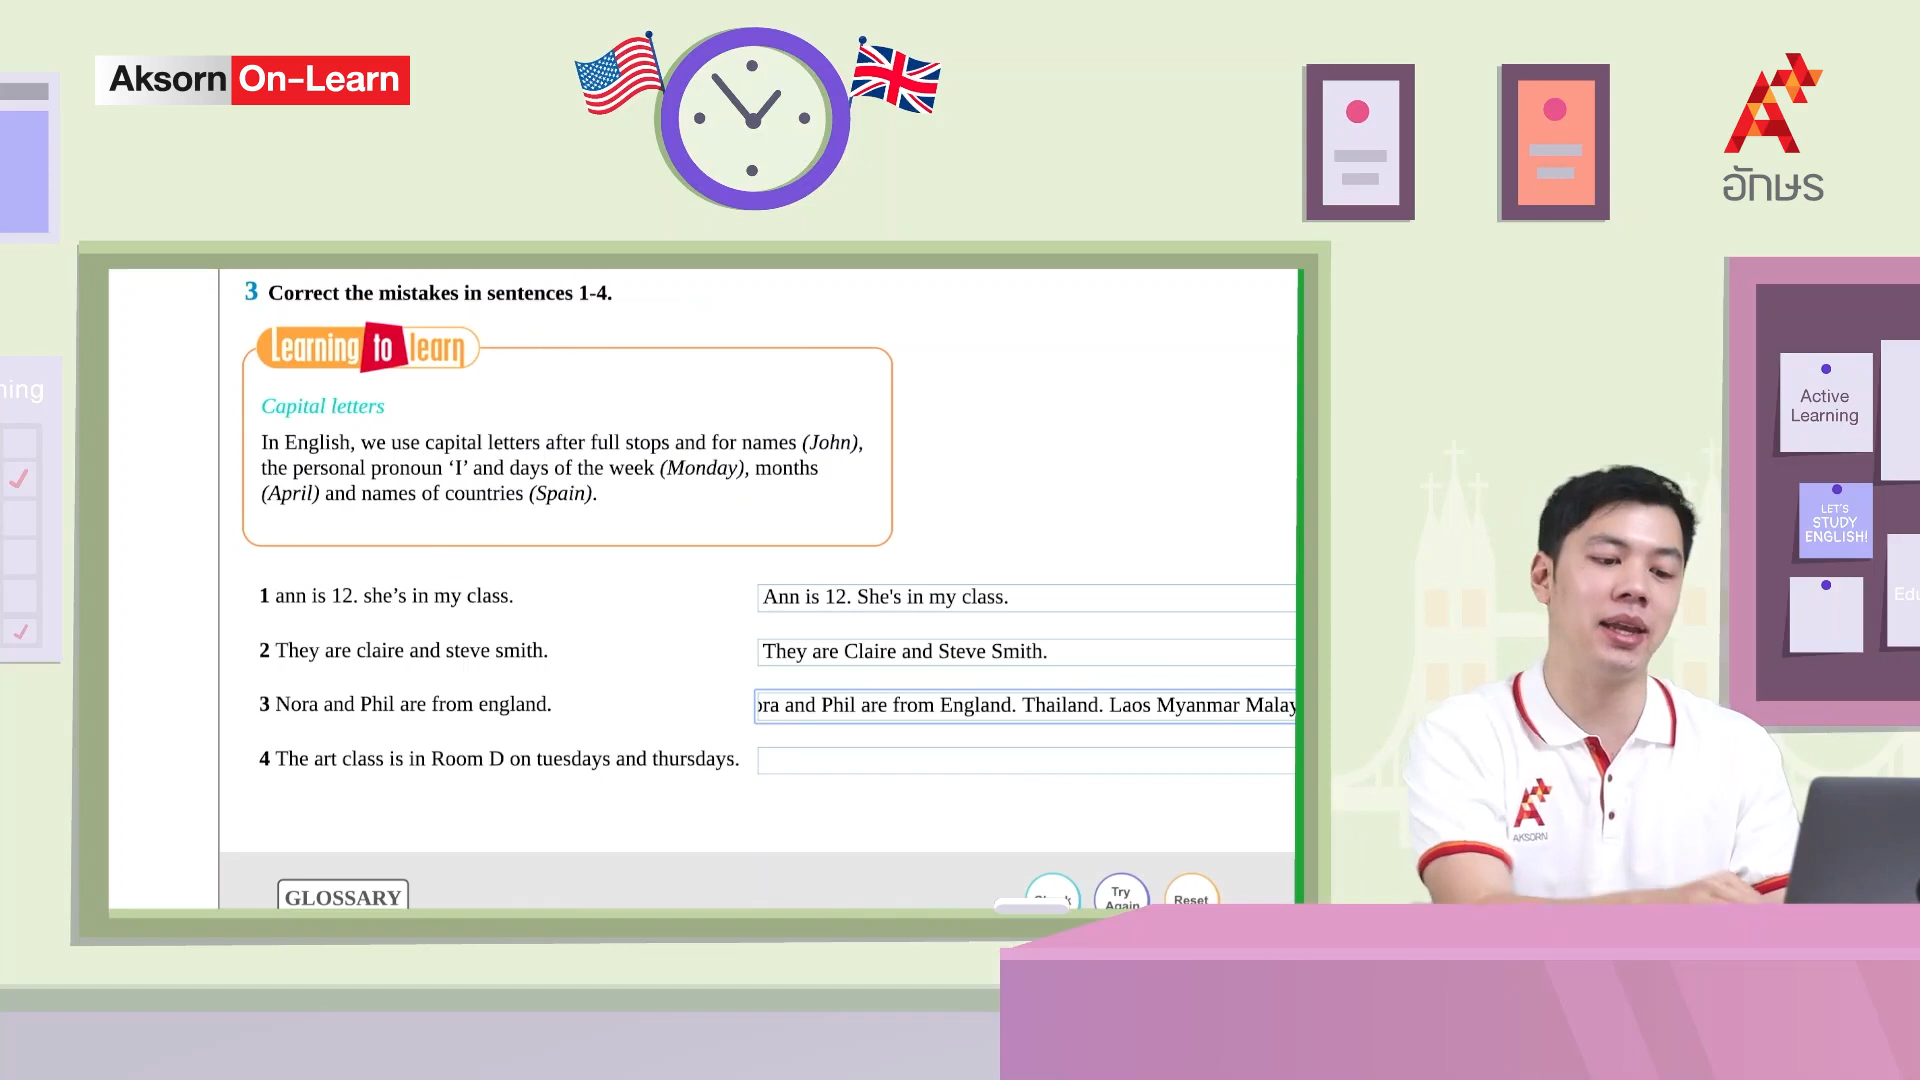 Aksorn On-Learn
อักษร
3 Correct the mistakes in sentences 1-4.
Learning to learn
Capital letters
In English, we use capital letters after full stops and for names (John),
the personal pronoun ‘I’ and days of the week (Monday), months
(April) and names of countries (Spain).
1 ann is 12. she’s in my class.
Ann is 12. She's in my class.
2 They are claire and steve smith.
They are Claire and Steve Smith.
3 Nora and Phil are from england.
and Phil are from England. Thailand. Laos Myanmar
4 The art class is in Room D on tuesdays and thursdays.
GLOSSARY
Try
Again
Reset
Active
Learning
LET'S
STUDY
ENGLISH!
AKSORN